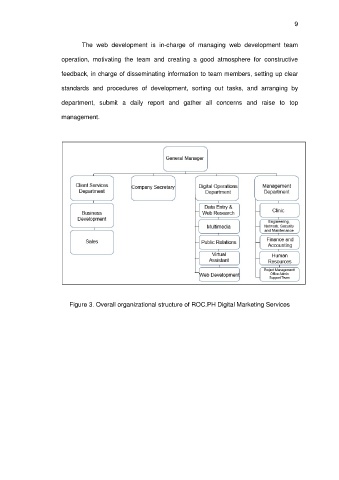 9
The web development is in-charge of managing web development team
operation, motivating the team and creating a good atmosphere for constructive
feedback, in charge of disseminating information to team members, setting up clear
standards and procedures of development, sorting out tasks, and arranging by
department, submit a daily report and gather all concerns and raise to top
management.
General Manager
Client Services
Department
Business
Development
Sales
Company Secretary
Digital Operations
Department
Data Entry &
Web Research
Multimedia
Public Relations
Virtual
Assistant
Web Development
Management
Department
Clinic
Engineering,
Network, Security
and Maintenance
Finance and
Accounting
Human
Resources
Project Management/
Office Admin
Support Team
Figure 3. Overall organizational structure of ROC.PH Digital Marketing Services